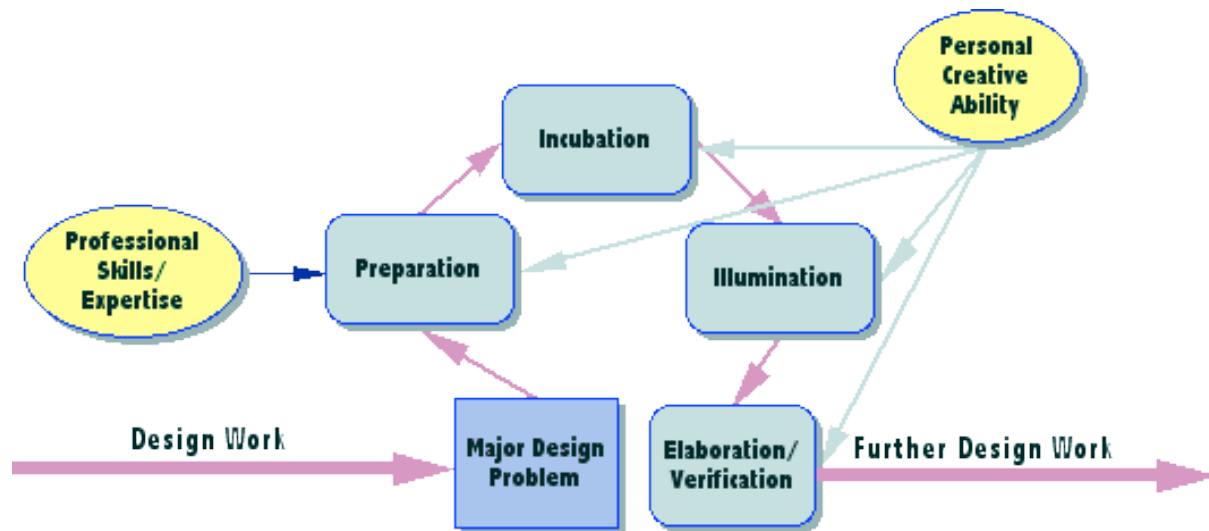 Personal
Creative
Ability
Incubation
Professional
Skills/
Expertise
Preparation
Illumination
Design Work
Major Design
Problem
Elaboration/
Verification
Further Design Work